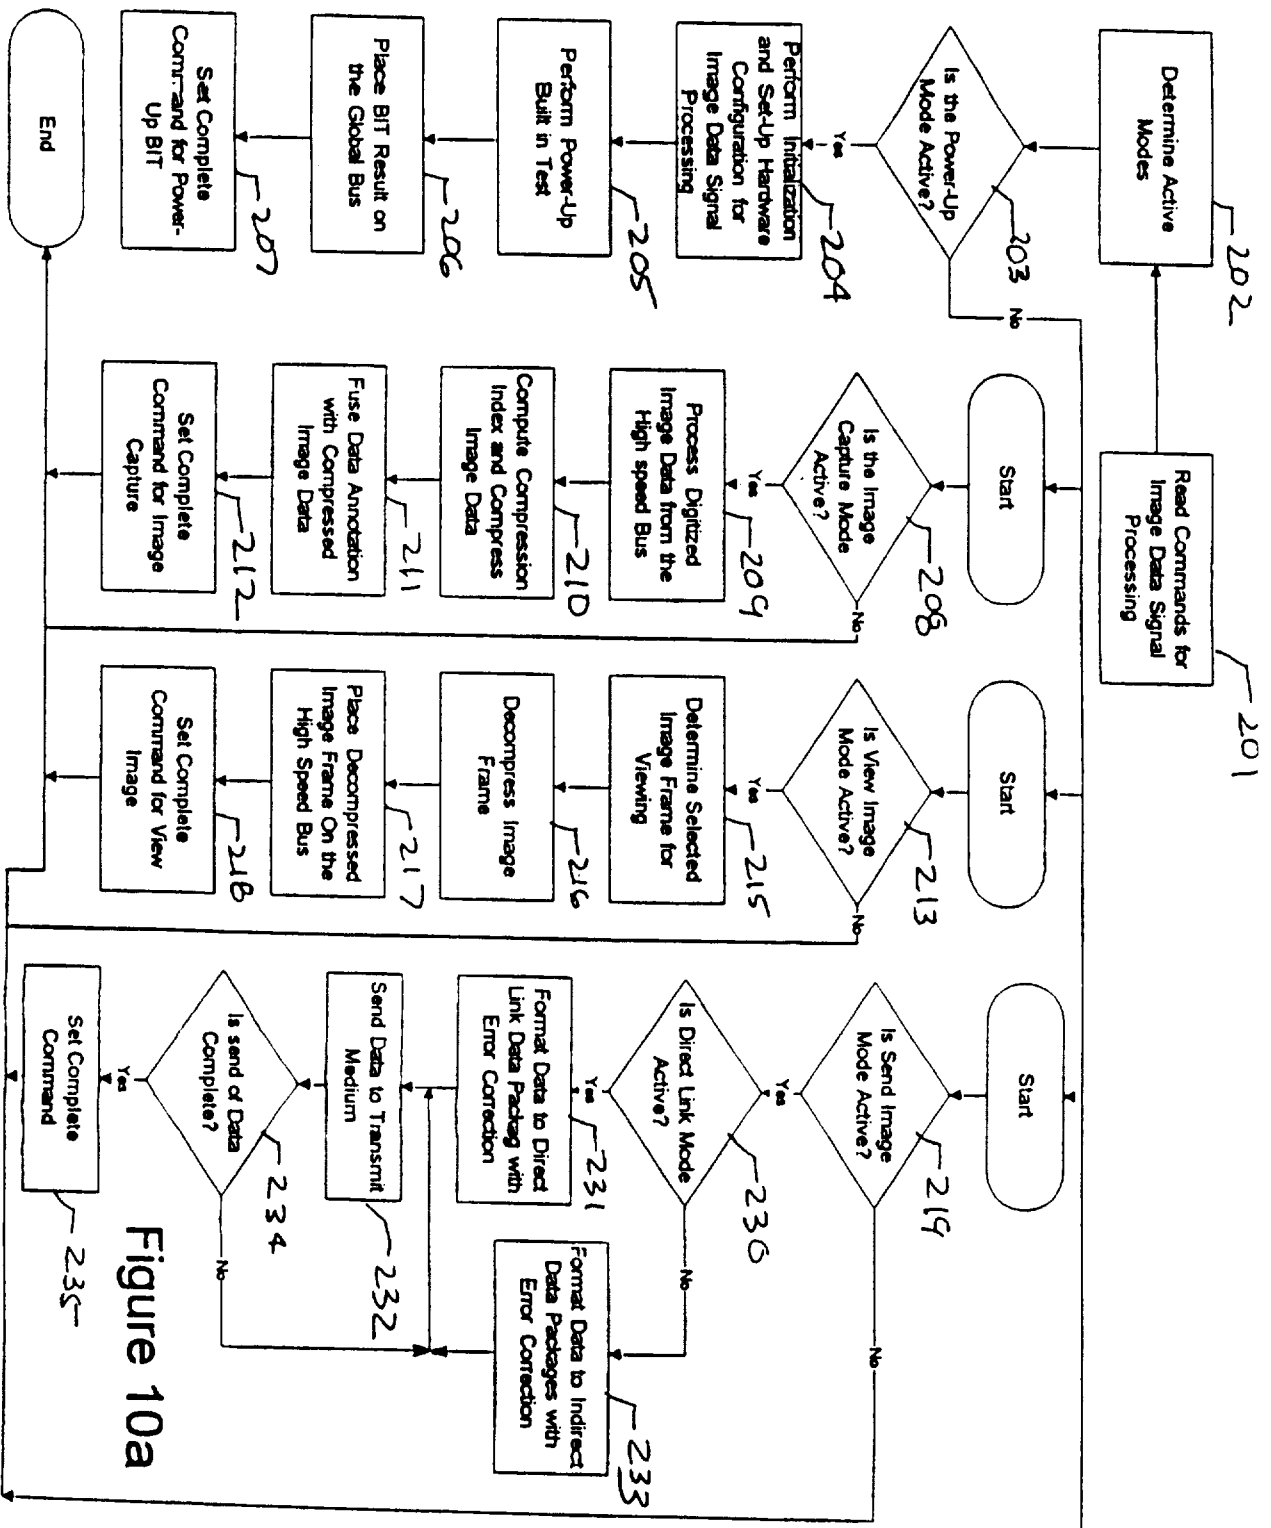 Read Commands for
Image Data Signal
Processing
201
Determine Active
Modes
202
Is the Power-Up
Mode Active?
203
No
Yes
Perform Initialization
and Set-Up Hardware
Configuration for
Image Data Signal
Processing
204
Perform Power-Up
Built in Test
205
Place BIT Result on
the Global Bus
206
Set Complete
Command for Power-
Up BIT
207
End
Start
Is the Image
Capture Mode
Active?
208
No
Yes
Process Digitized
Image Data from the
High speed Bus
209
Compute Compression
Index and Compress
Image Data
210
Fuse Data Annotation
with Compressed
Image Data
211
Set Complete
Command for Image
Capture
212
Start
Is View Image
Mode Active?
213
No
Yes
Determine Selected
Image Frame for
Viewing
215
Decompress Image
Frame
216
Place Decompressed
Image Frame On the
High Speed Bus
217
Set Complete
Command for View
Image
218
Start
Is Send Image
Mode Active?
219
No
Yes
Is Direct Link Mode
Active?
230
No
Yes
Format Data to Direct
Link Data Packag with
Error Correction
231
Format Data to Indirect
Data Packages with
Error Correction
233
Send Data to Transmit
Medium
232
Is send of Data
Complete?
234
No
Yes
Set Complete
Command
235
Figure 10a